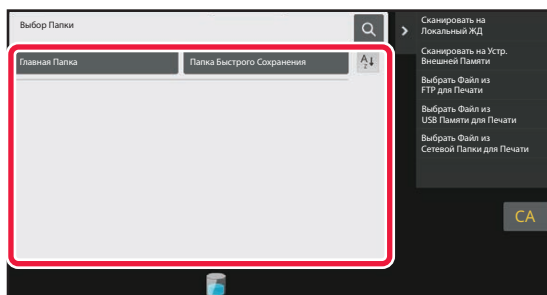 Выбор Папки
Главная Папка
Папка Быстрого Сохранения
A
Z
Сканировать на
Локальный ЖД
Сканировать на Устр.
Внешней Памяти
Выбрать Файл из
FTP для Печати
Выбрать Файл из
USB Памяти для Печати
Выбрать Файл из
Сетевой Папки для Печати
CA